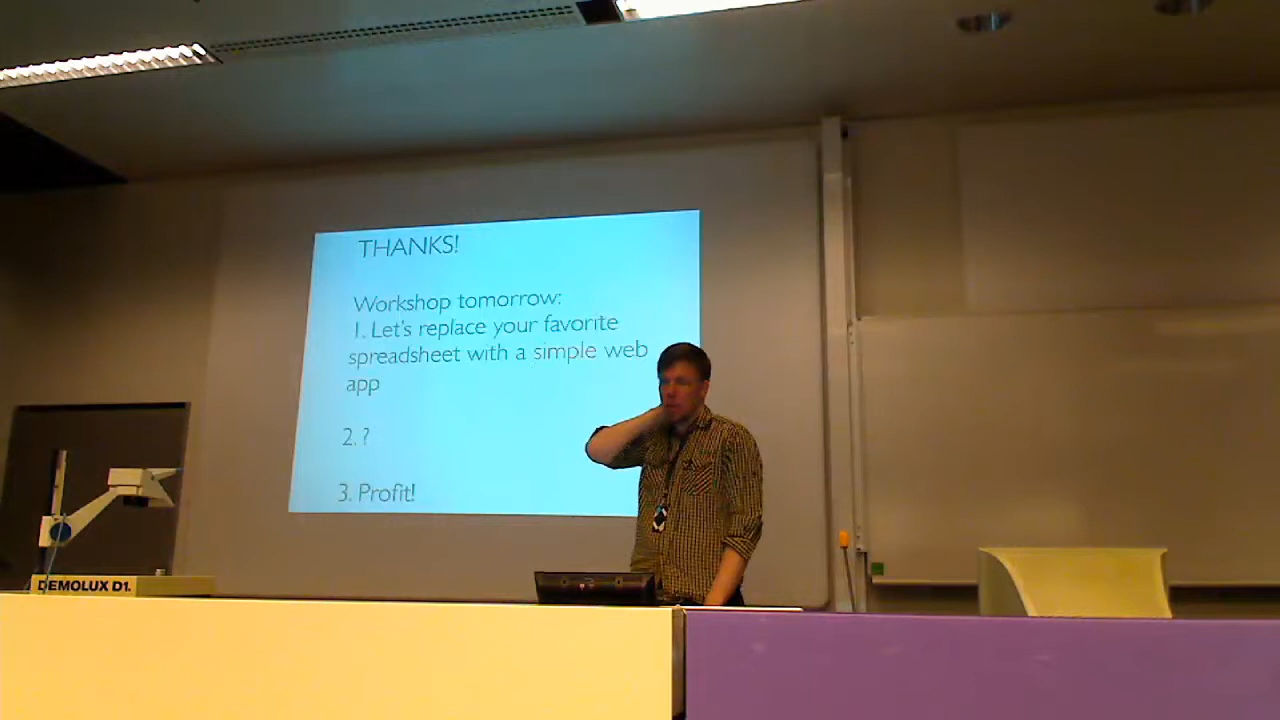 THANKS!
Workshop tomorrow:
1. Let's replace your favorite
spreadsheet with a simple web
app
2. ?
3. Profit!
DEMOLUX D1.